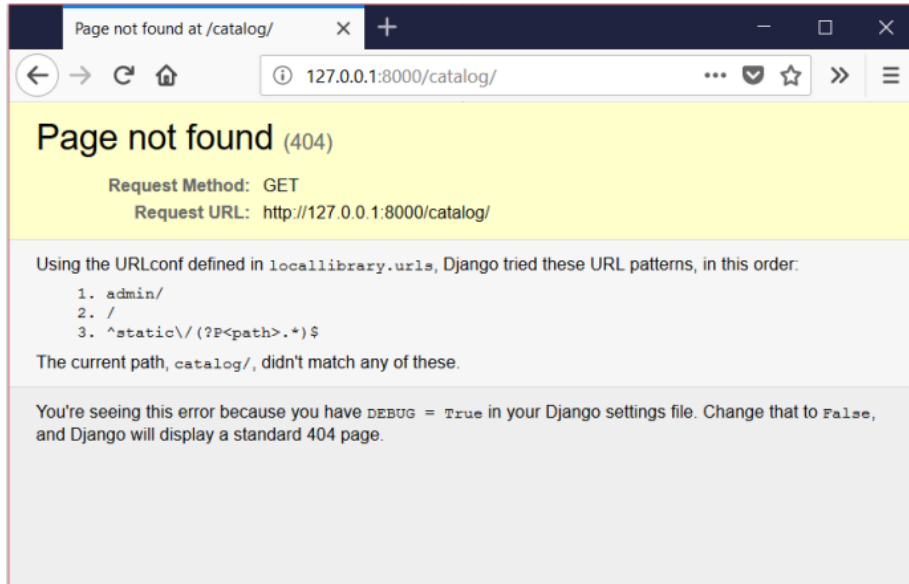 Page not found at /catalog/
127.0.0.1:8000/catalog/
Page not found (404)
Request Method: GET
Request URL: http://127.0.0.1:8000/catalog/
Using the URLconf defined in locallibrary.urls, Django tried these URL patterns, in this order:
1. admin/
2. /
3. ^static\/(?P<path>.*)$
The current path, catalog/, didn't match any of these.
You're seeing this error because you have DEBUG = True in your Django settings file. Change that to False,
and Django will display a standard 404 page.